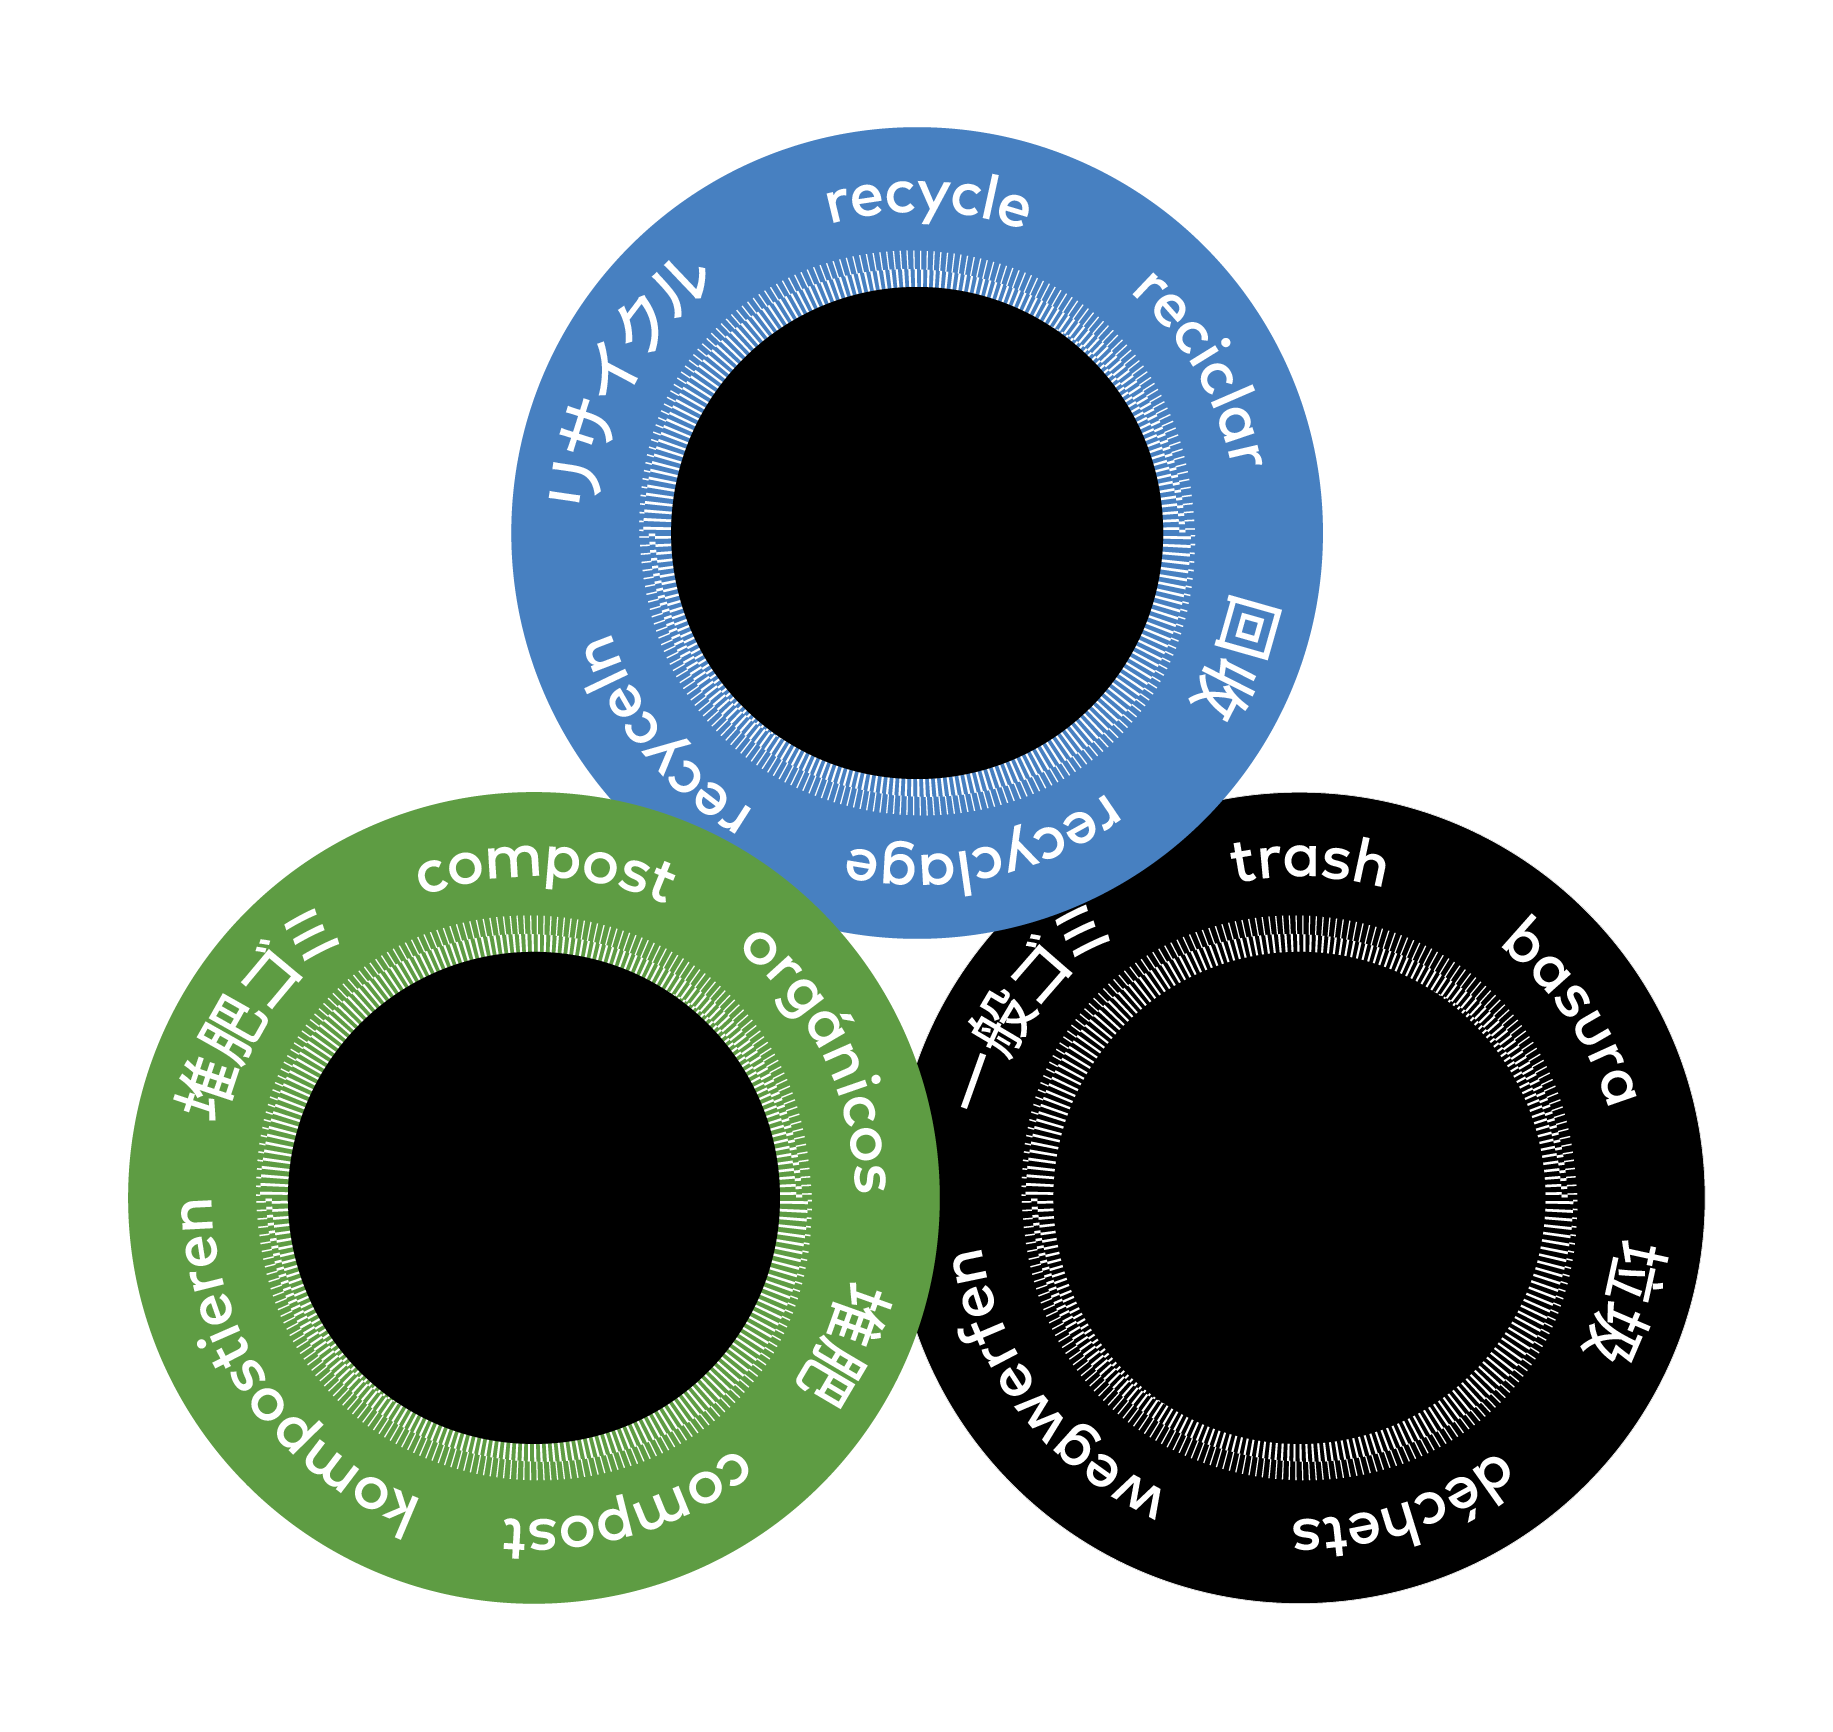 recycle
reciclar
回收
recyclage
recyceln
リサイクル
compost
orgánicos
堆肥
compost
kompostieren
堆肥ゴミ
trash
basura
垃圾
déchets
wegwerfen
一般ゴミ